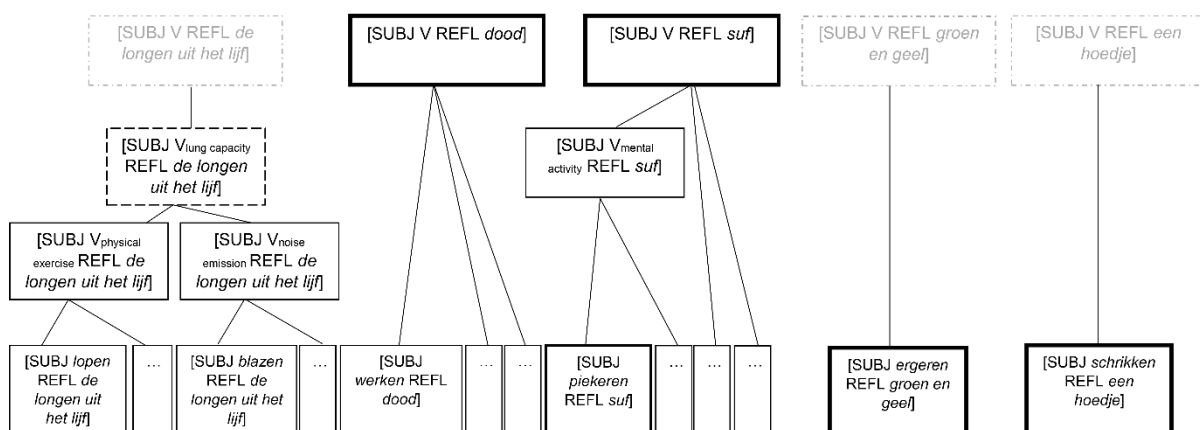 [SUBJ V REFL de
longen uit het lijf]
[SUBJ V REFL dood]
[SUBJ V REFL suf]
[SUBJ V REFL groen
en geel]
[SUBJ V REFL een
hoedje]
[SUBJ Vlung capacity
REFL de longen
uit het lijf]
[SUBJ Vmental
activity REFL suf]
[SUBJ Vphysical
exercise REFL de
longen uit het lijf]
[SUBJ Vnoise
emission REFL de
longen uit het lijf]
[SUBJ lopen
REFL de
longen uit
het lijf]
...
[SUBJ blazen
REFL de
longen uit het
lijf]
...
[SUBJ
werken REFL
dood]
...
...
[SUBJ
piekeren
REFL suf]
...
...
...
[SUBJ ergeren
REFL groen en
geel]
[SUBJ schrikken
REFL een
hoedje]